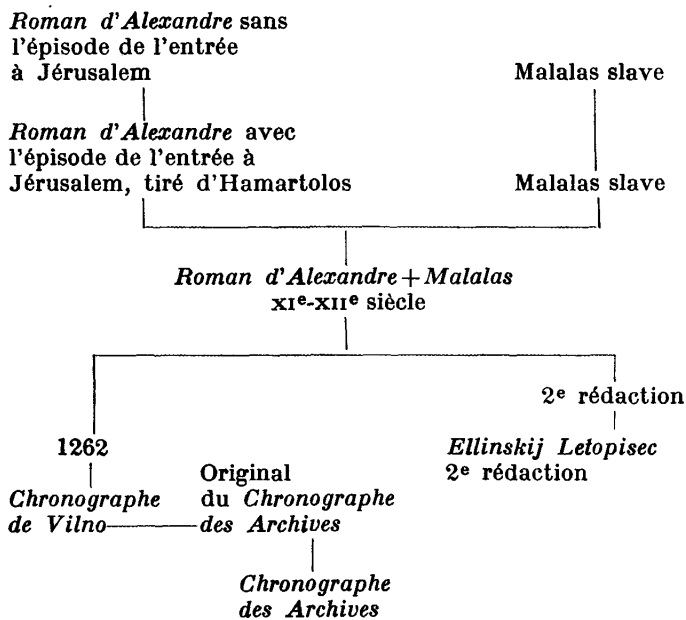 Roman d'Alexandre sans
l'épisode de l'entrée
à Jérusalem
Malalas slave
Roman d'Alexandre avec
l'épisode de l'entrée à
Jérusalem, tiré d'Hamartolos
Malalas slave
Roman d'Alexandre + Malalas
XIe-XIIe siècle
2e rédaction
1262
Ellinskij Letopisec
2e rédaction
Original
du Chronographe
des Archives
Chronographe
de Vilno
Chronographe
des Archives